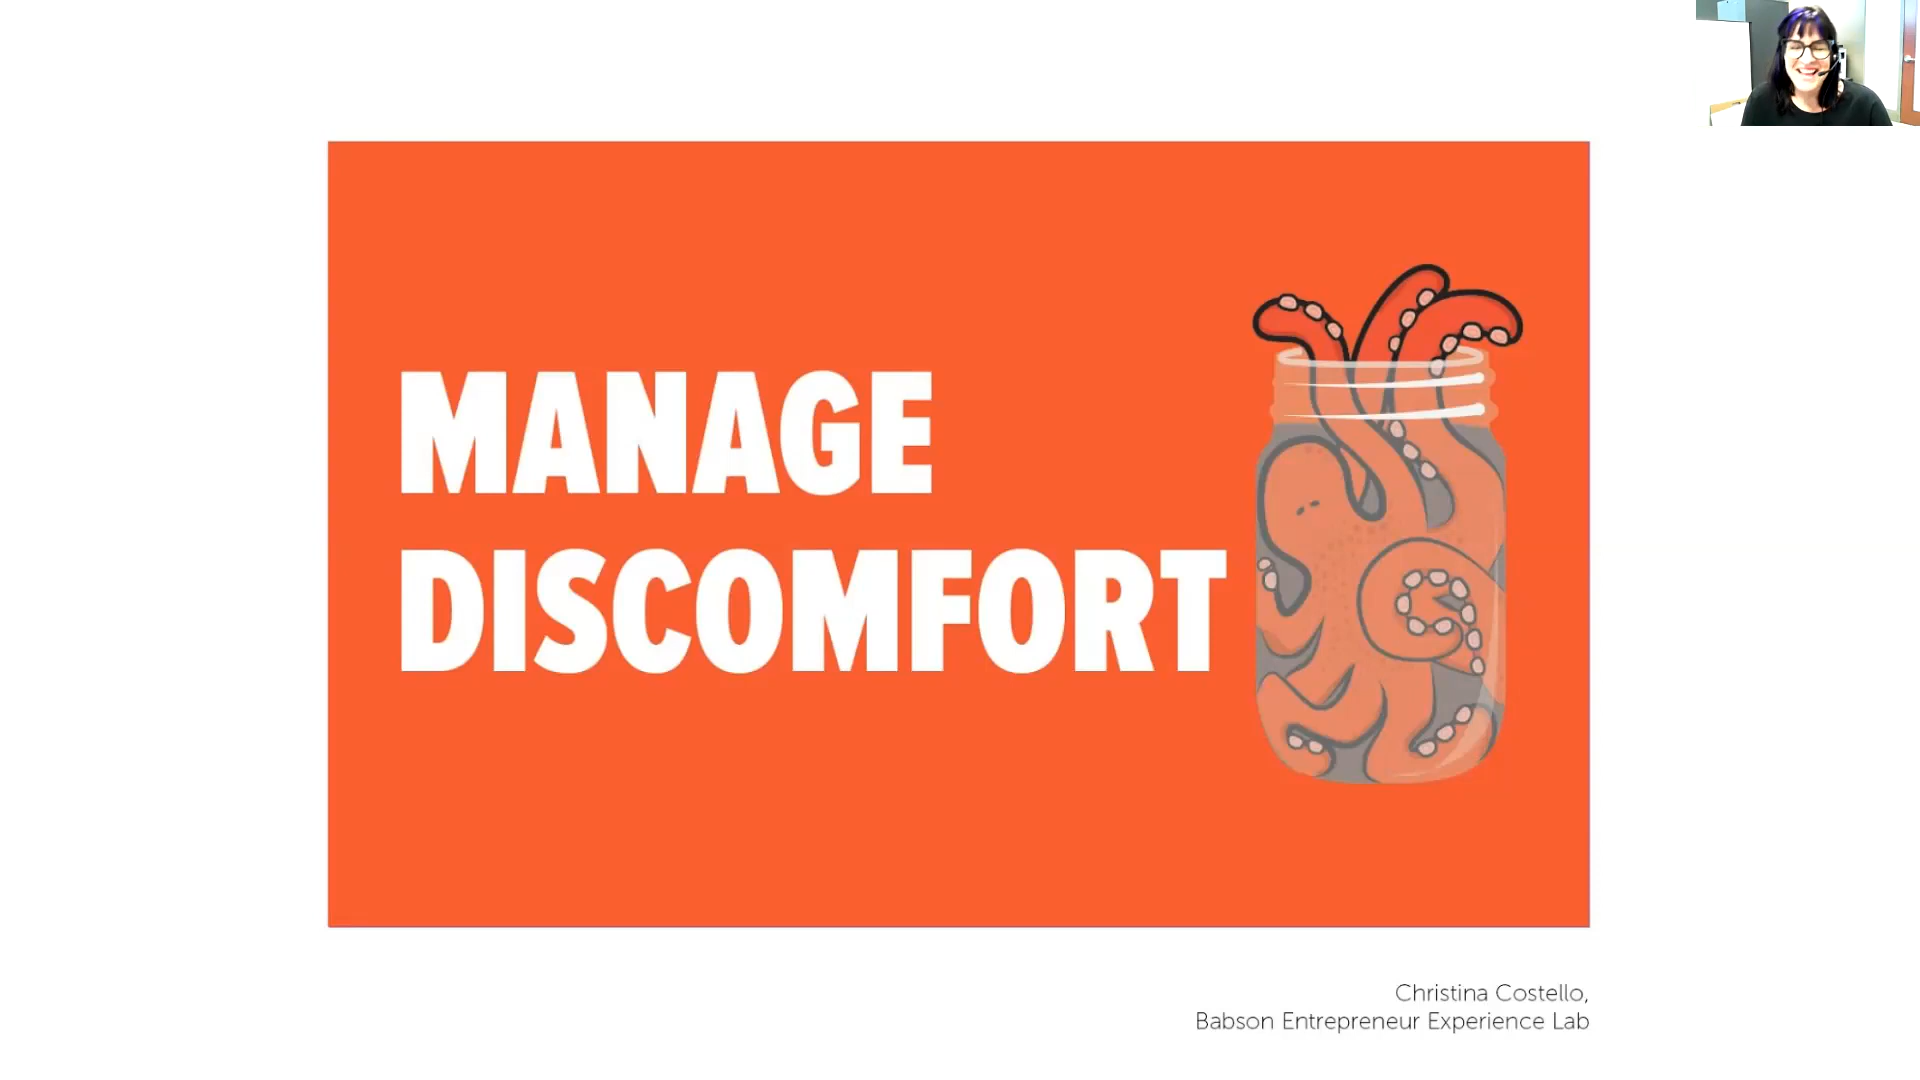 MANAGE
DISCOMFORT
Christina Costello,
Babson Entrepreneur Experience Lab